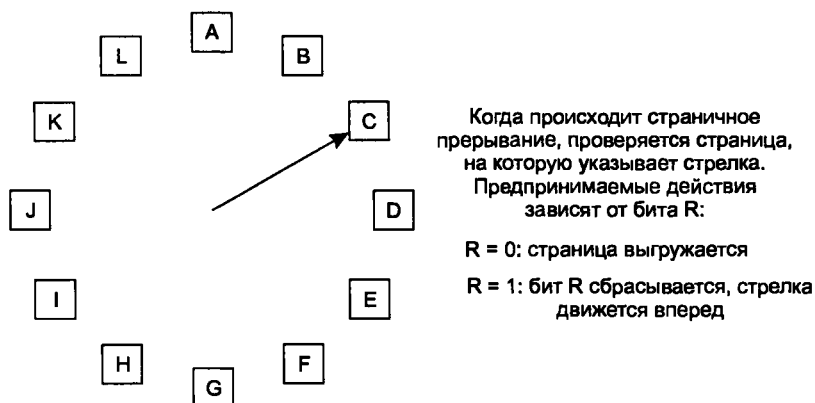 A
L
B
K
C
J
D
I
E
H
F
G
Когда происходит страничное
прерывание, проверяется страница,
на которую указывает стрелка.
Предпринимаемые действия
зависят от бита R:
R = 0: страница выгружается
R = 1: бит R сбрасывается, стрелка
движется вперед